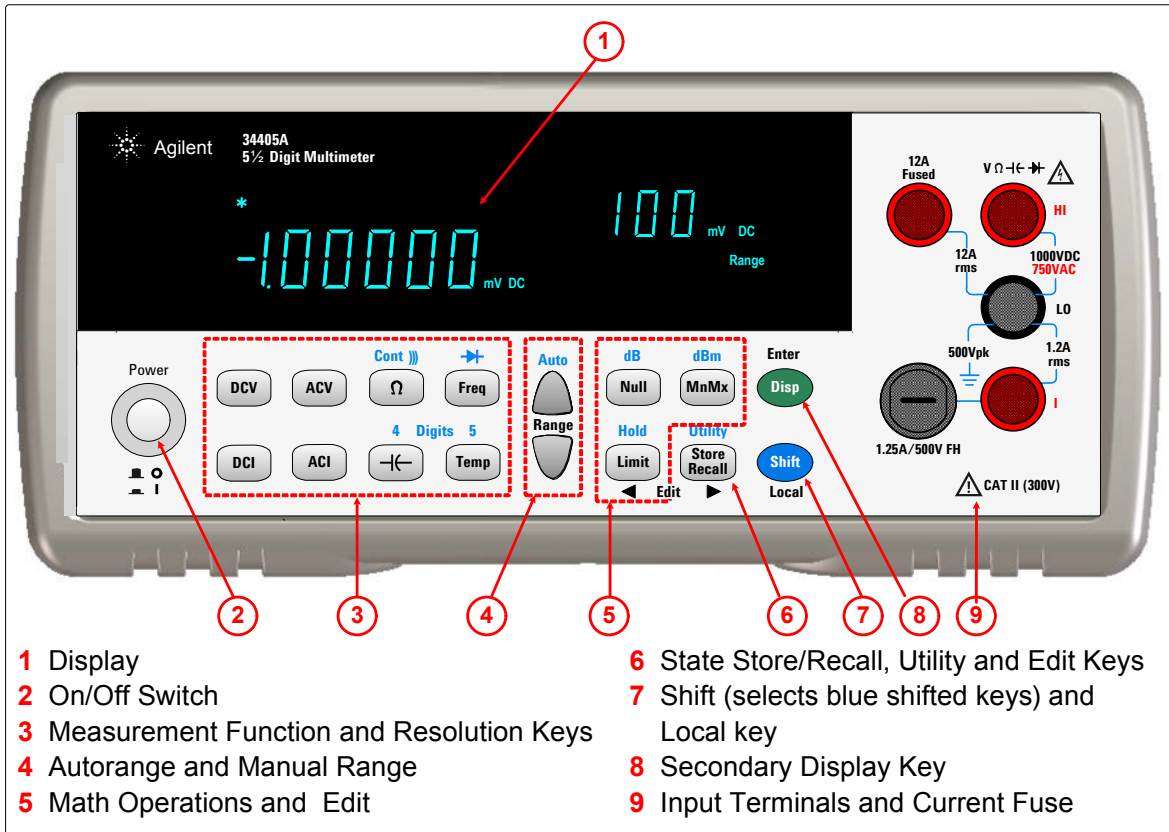 1
Agilent
34405A
5½ Digit Multimeter
*
-1.00000 mV DC
100 mV DC
Range
12A
Fused
V Ω ⊣⊢ ➔|
HI
12A
rms
1000VDC
750VAC
LO
500Vpk
1.2A
rms
I
1.25A/500V FH
CAT II (300V)
Power
Cont )))
Auto
dB
dBm
Enter
DCV
ACV
Ω
Freq
Null
MnMx
Disp
Range
4 Digits 5
Hold
Utility
DCI
ACI
⊣⊢
Temp
Limit
Store
Recall
Shift
◀ Edit ▶
Local
O
I
2
3
4
5
6
7
8
9
1 Display
2 On/Off Switch
3 Measurement Function and Resolution Keys
4 Autorange and Manual Range
5 Math Operations and Edit
6 State Store/Recall, Utility and Edit Keys
7 Shift (selects blue shifted keys) and
Local key
8 Secondary Display Key
9 Input Terminals and Current Fuse